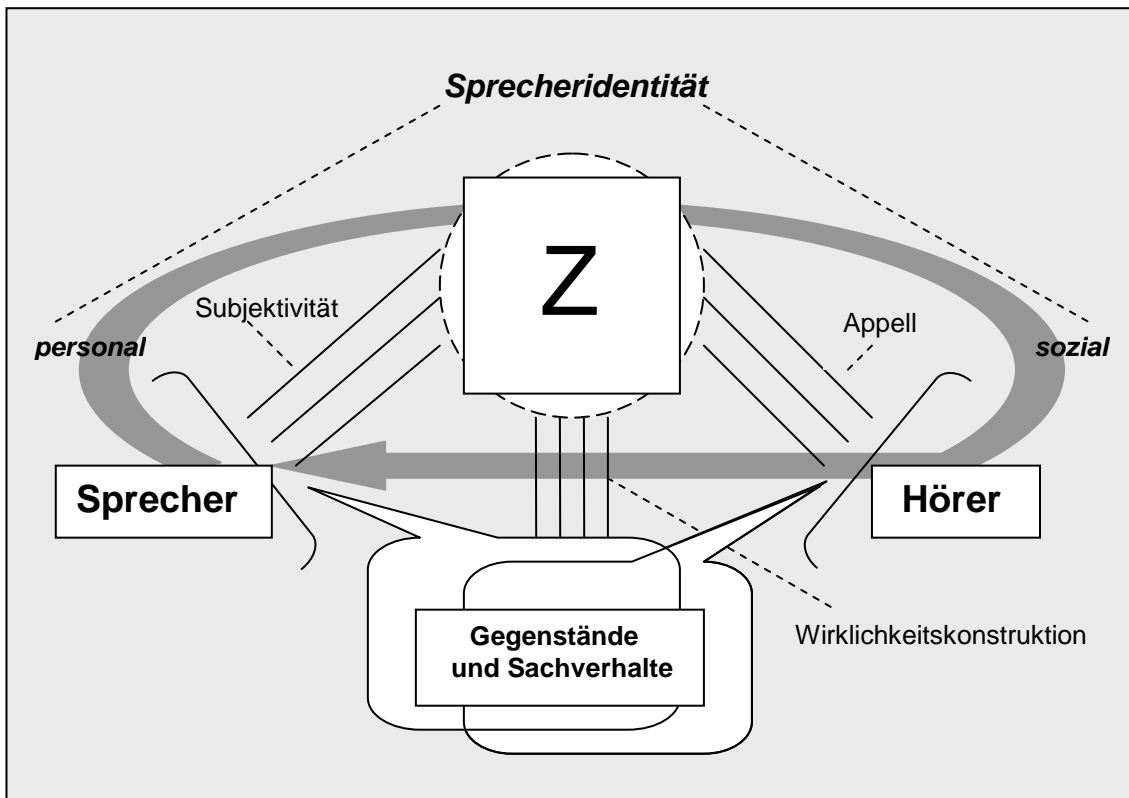 Sprecheridentität
Z
Subjektivität
Appell
personal
sozial
Sprecher
Hörer
Gegenstände
und Sachverhalte
Wirklichkeitskonstruktion